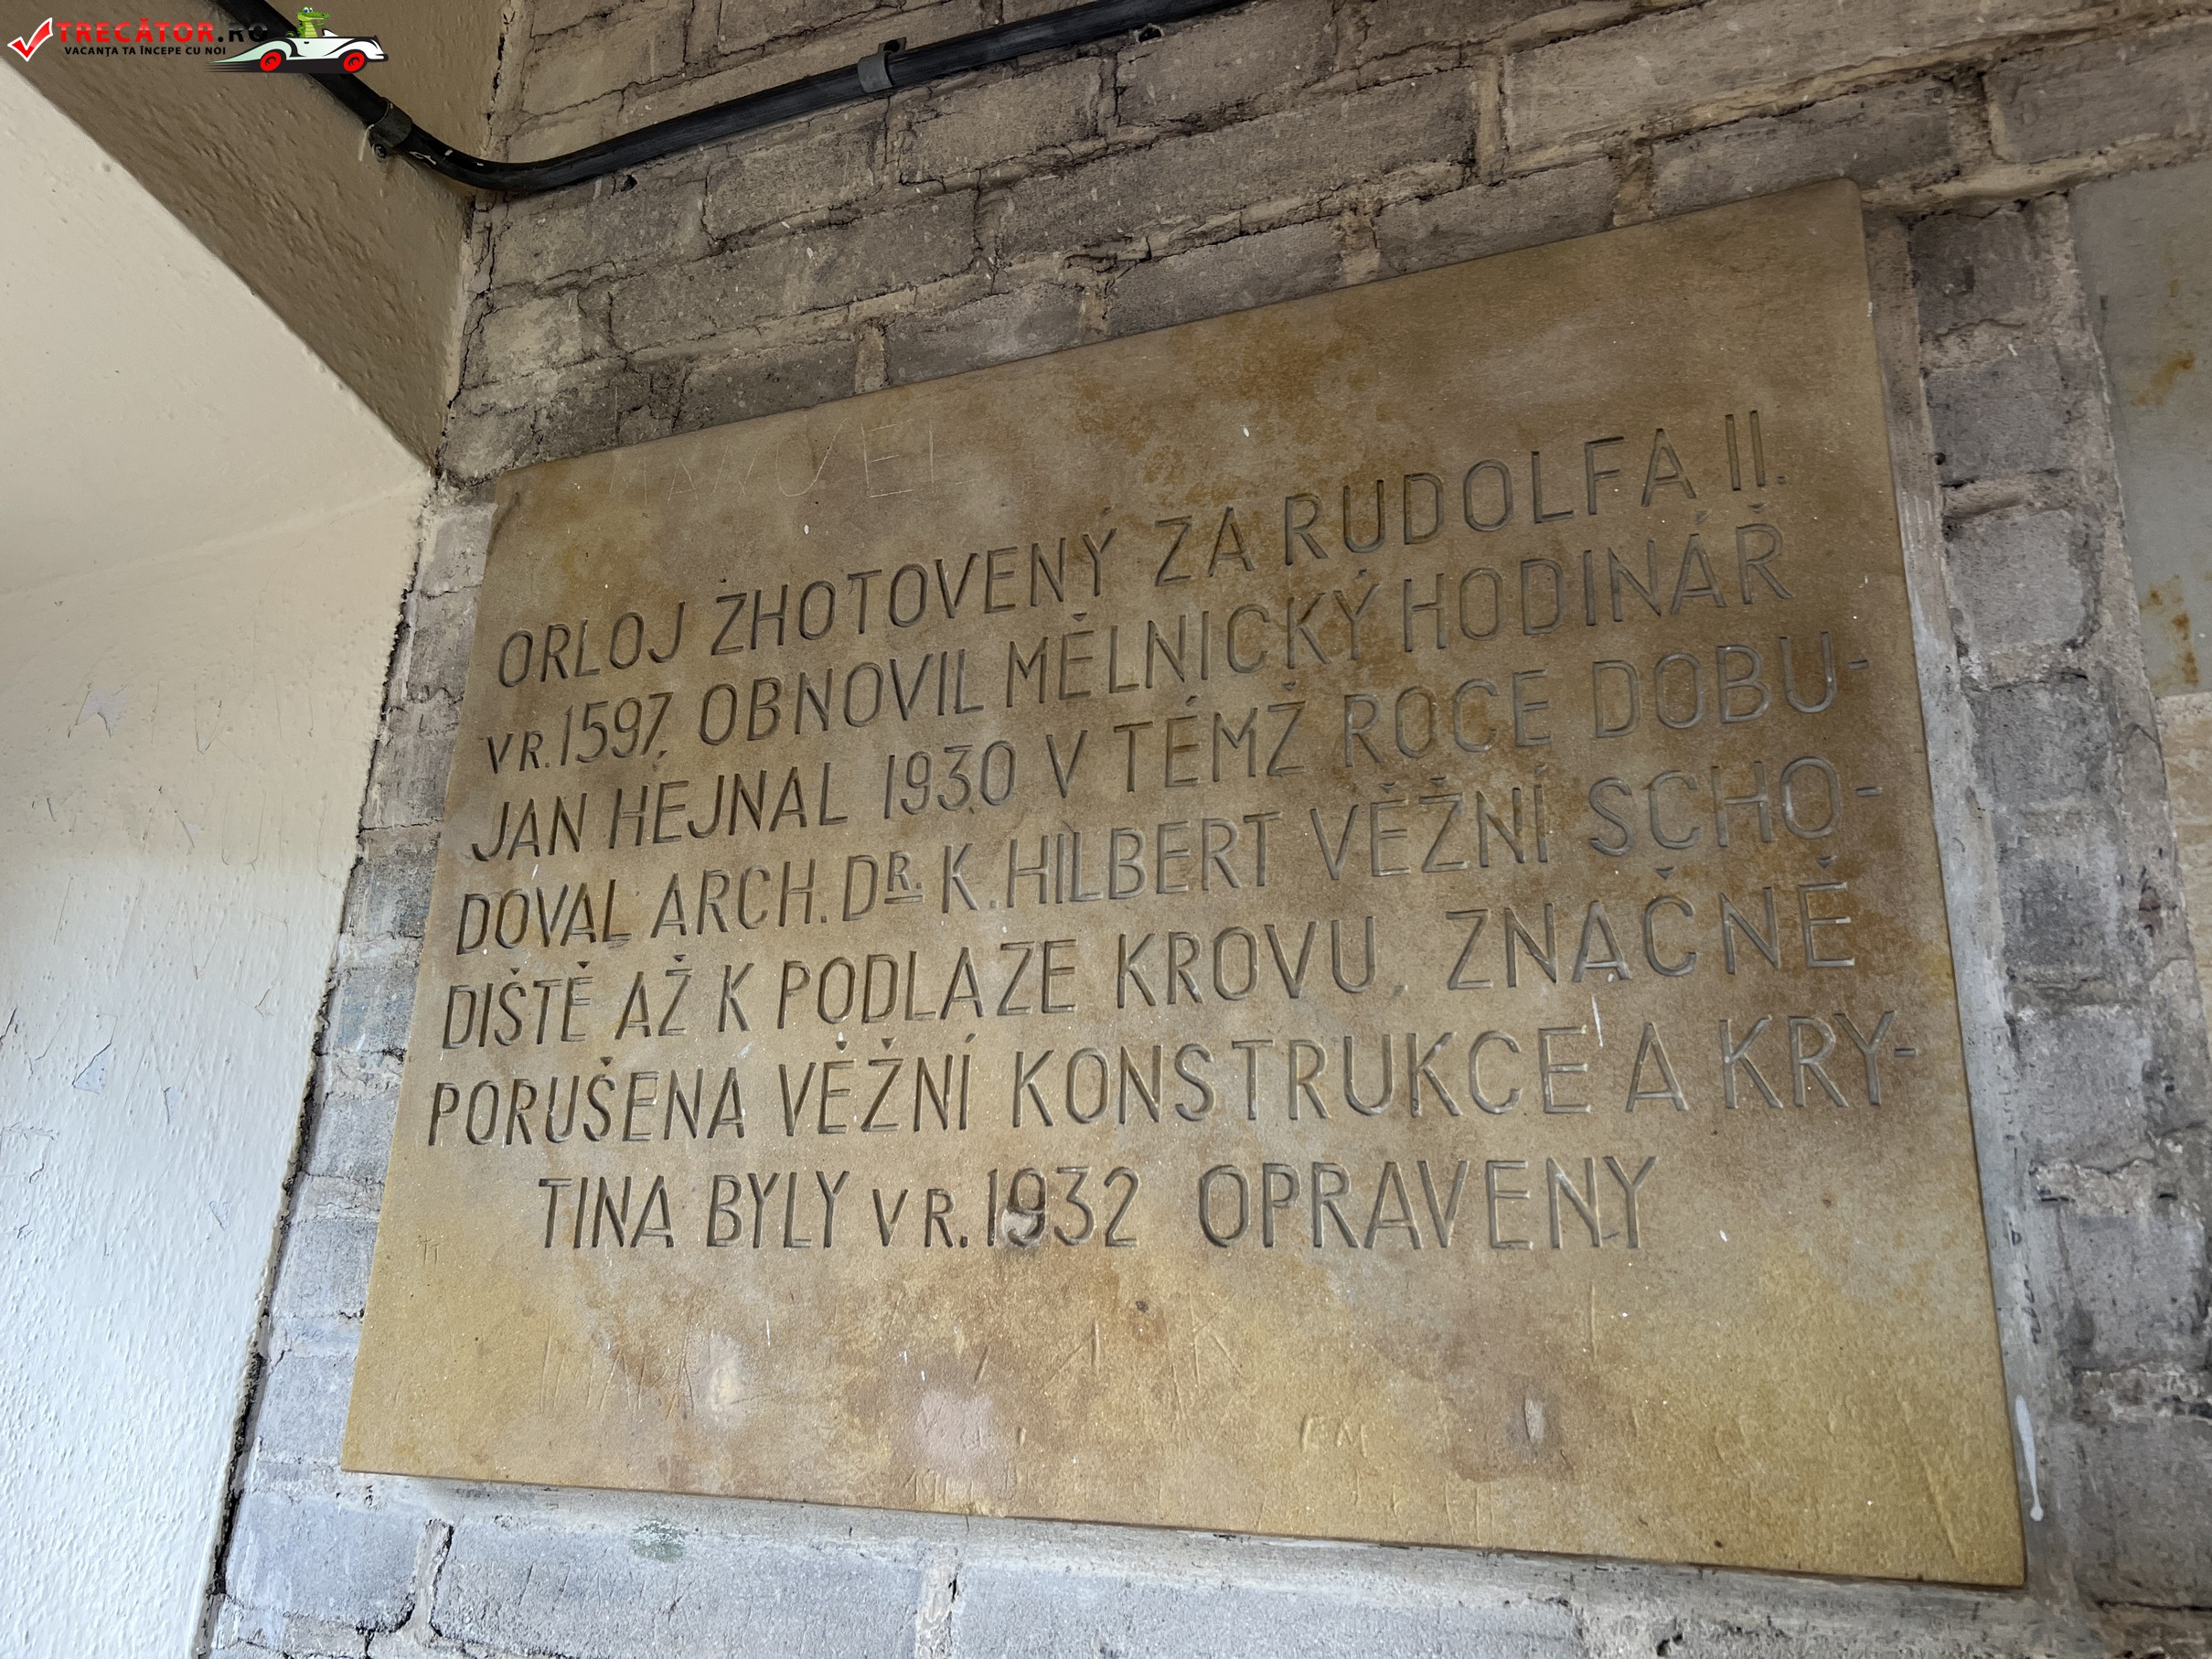 TRECĂTOR.RO
VACANȚA TA ÎNCEPE CU NOI
MANUEL
ORLOJ ZHOTOVENÝ ZA RUDOLFA II.
V R. 1597, OBNOVIL MĚLNICKÝ HODINÁŘ
JAN HEJNAL 1930 V TÉMŽ ROCE DOBU-
DOVAL ARCH. DR. K. HILBERT VĚŽNÍ SCHO-
DIŠTĚ AŽ K PODLAZE KROVU, ZNAČNĚ
PORUŠENA VĚŽNÍ KONSTRUKCE A KRY-
TINA BYLY V R. 1932 OPRAVENY